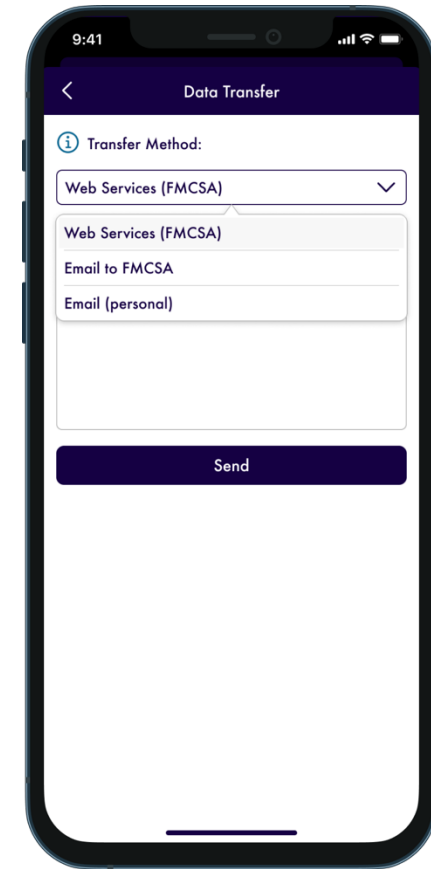 9:41
Data Transfer
Transfer Method:
Web Services (FMCSA)
Web Services (FMCSA)
Email to FMCSA
Email (personal)
Send